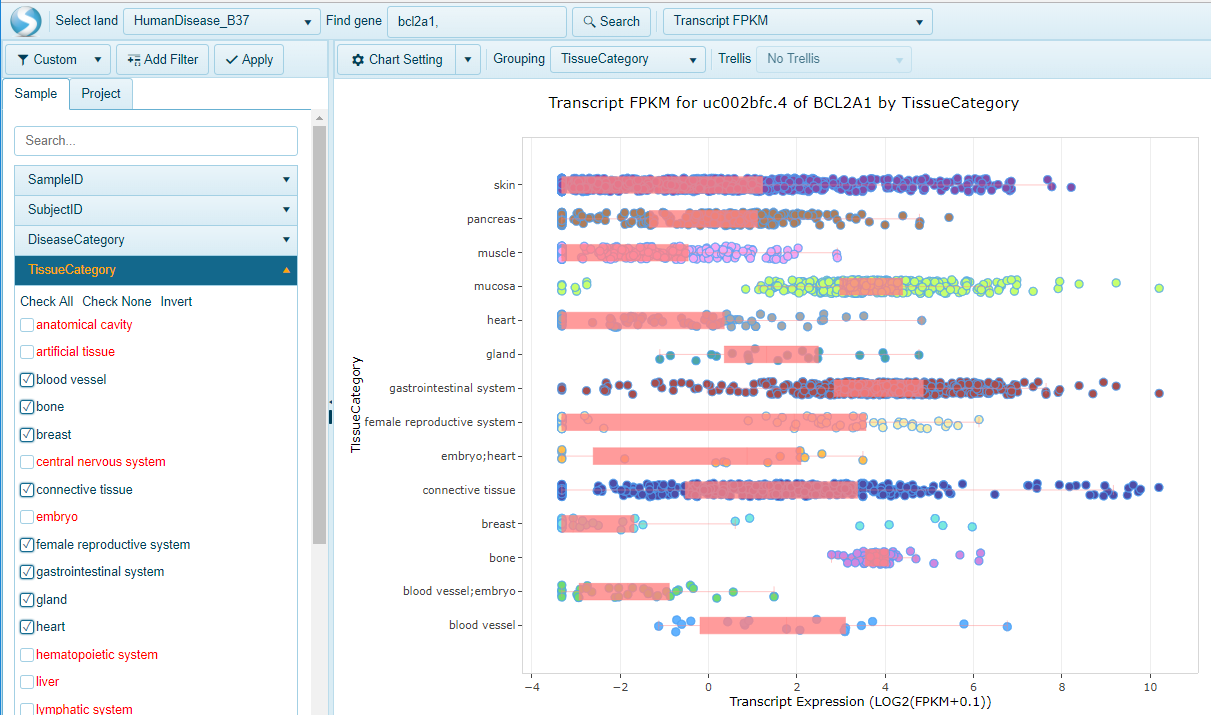 Select land HumanDisease_B37 Find gene bcl2a1, Search Transcript FPKM
Custom Add Filter Apply Chart Setting Grouping TissueCategory Trellis No Trellis
Sample Project
Search...
SampleID
SubjectID
DiseaseCategory
TissueCategory
Check All Check None Invert
anatomical cavity
artificial tissue
blood vessel
bone
breast
central nervous system
connective tissue
embryo
female reproductive system
gastrointestinal system
gland
heart
hematopoietic system
liver
lymphatic system
Transcript FPKM for uc002bfc.4 of BCL2A1 by TissueCategory
TissueCategory
skin
pancreas
muscle
mucosa
heart
gland
gastrointestinal system
female reproductive system
embryo;heart
connective tissue
breast
bone
blood vessel;embryo
blood vessel
−4 −2 0 2 4 6 8 10
Transcript Expression (LOG2(FPKM+0.1))